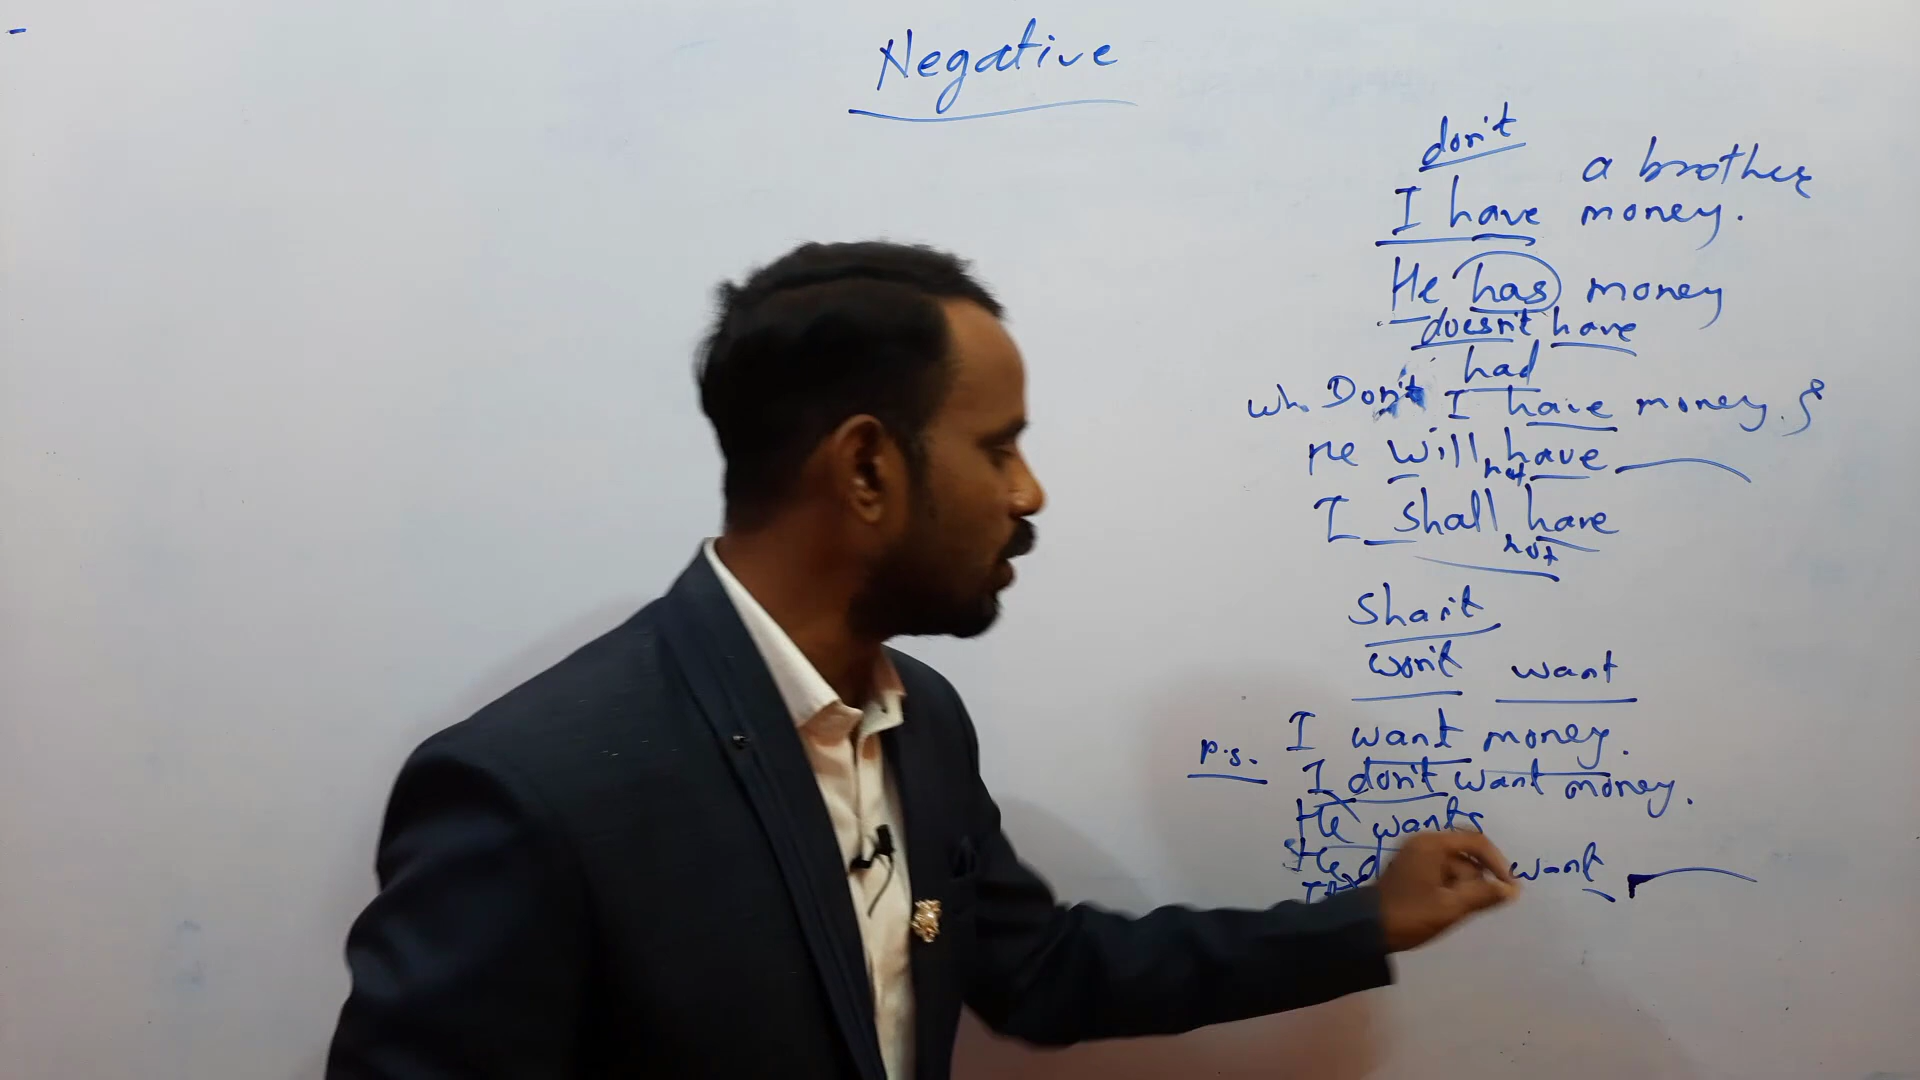 Negative
don't
a brother
I have money.
He has money
doesn't have
had
wh Don't I have money.?
He will have
not
I shall have
not
Shan't
won't want
I want money.
P.s.
I don't want money.
He wants
He want